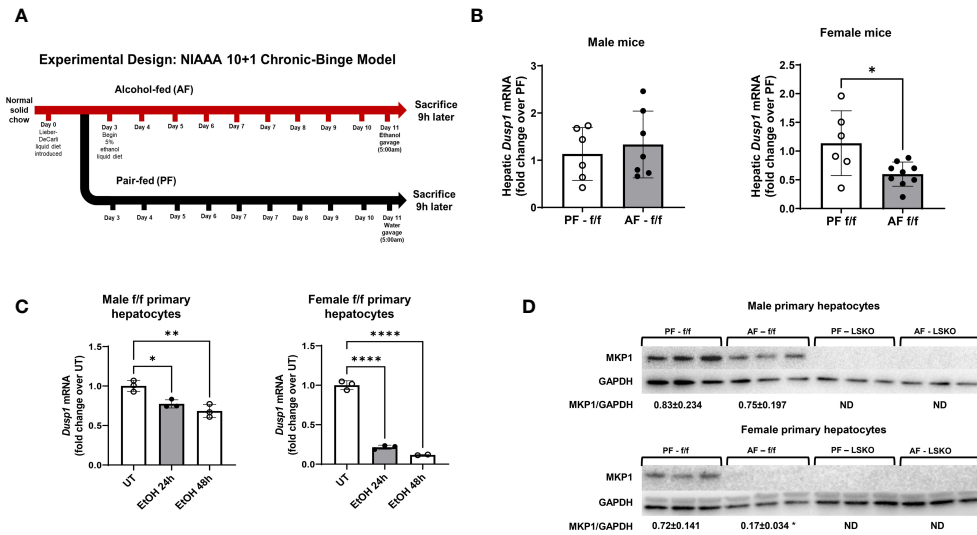 A
Experimental Design: NIAAA 10+1 Chronic-Binge Model
Alcohol-fed (AF)
Normal
solid
chow
Sacrifice
9h later
Day 0
Lieber-
DeCarli
liquid diet
introduced
Day 3
Begin
5%
ethanol
liquid diet
Day 4
Day 5
Day 6
Day 7
Day 7
Day 8
Day 9
Day 10
Day 11
Ethanol
gavage
(5:00am)
Pair-fed (PF)
Sacrifice
9h later
Day 3
Day 4
Day 5
Day 6
Day 7
Day 7
Day 8
Day 9
Day 10
Day 11
Water
gavage
(5:00am)
B
Male mice
Hepatic Dusp1 mRNA
(fold change over PF)
3
2
1
0
PF - f/f
AF - f/f
Female mice
Hepatic Dusp1 mRNA
(fold change over PF)
2.5
2.0
1.5
1.0
0.5
0.0
*
PF f/f
AF f/f
C
Male f/f primary
hepatocytes
Dusp1 mRNA
(fold change over UT)
1.5
1.0
0.5
0.0
**
*
UT
EtOH 24h
EtOH 48h
Female f/f primary
hepatocytes
Dusp1 mRNA
(fold change over UT)
1.5
1.0
0.5
0.0
****
****
UT
EtOH 24h
EtOH 48h
D
Male primary hepatocytes
PF - f/f
AF – f/f
PF – LSKO
AF - LSKO
MKP1
GAPDH
MKP1/GAPDH
0.83±0.234
0.75±0.197
ND
ND
Female primary hepatocytes
PF - f/f
AF – f/f
PF – LSKO
AF - LSKO
MKP1
GAPDH
MKP1/GAPDH
0.72±0.141
0.17±0.034 *
ND
ND